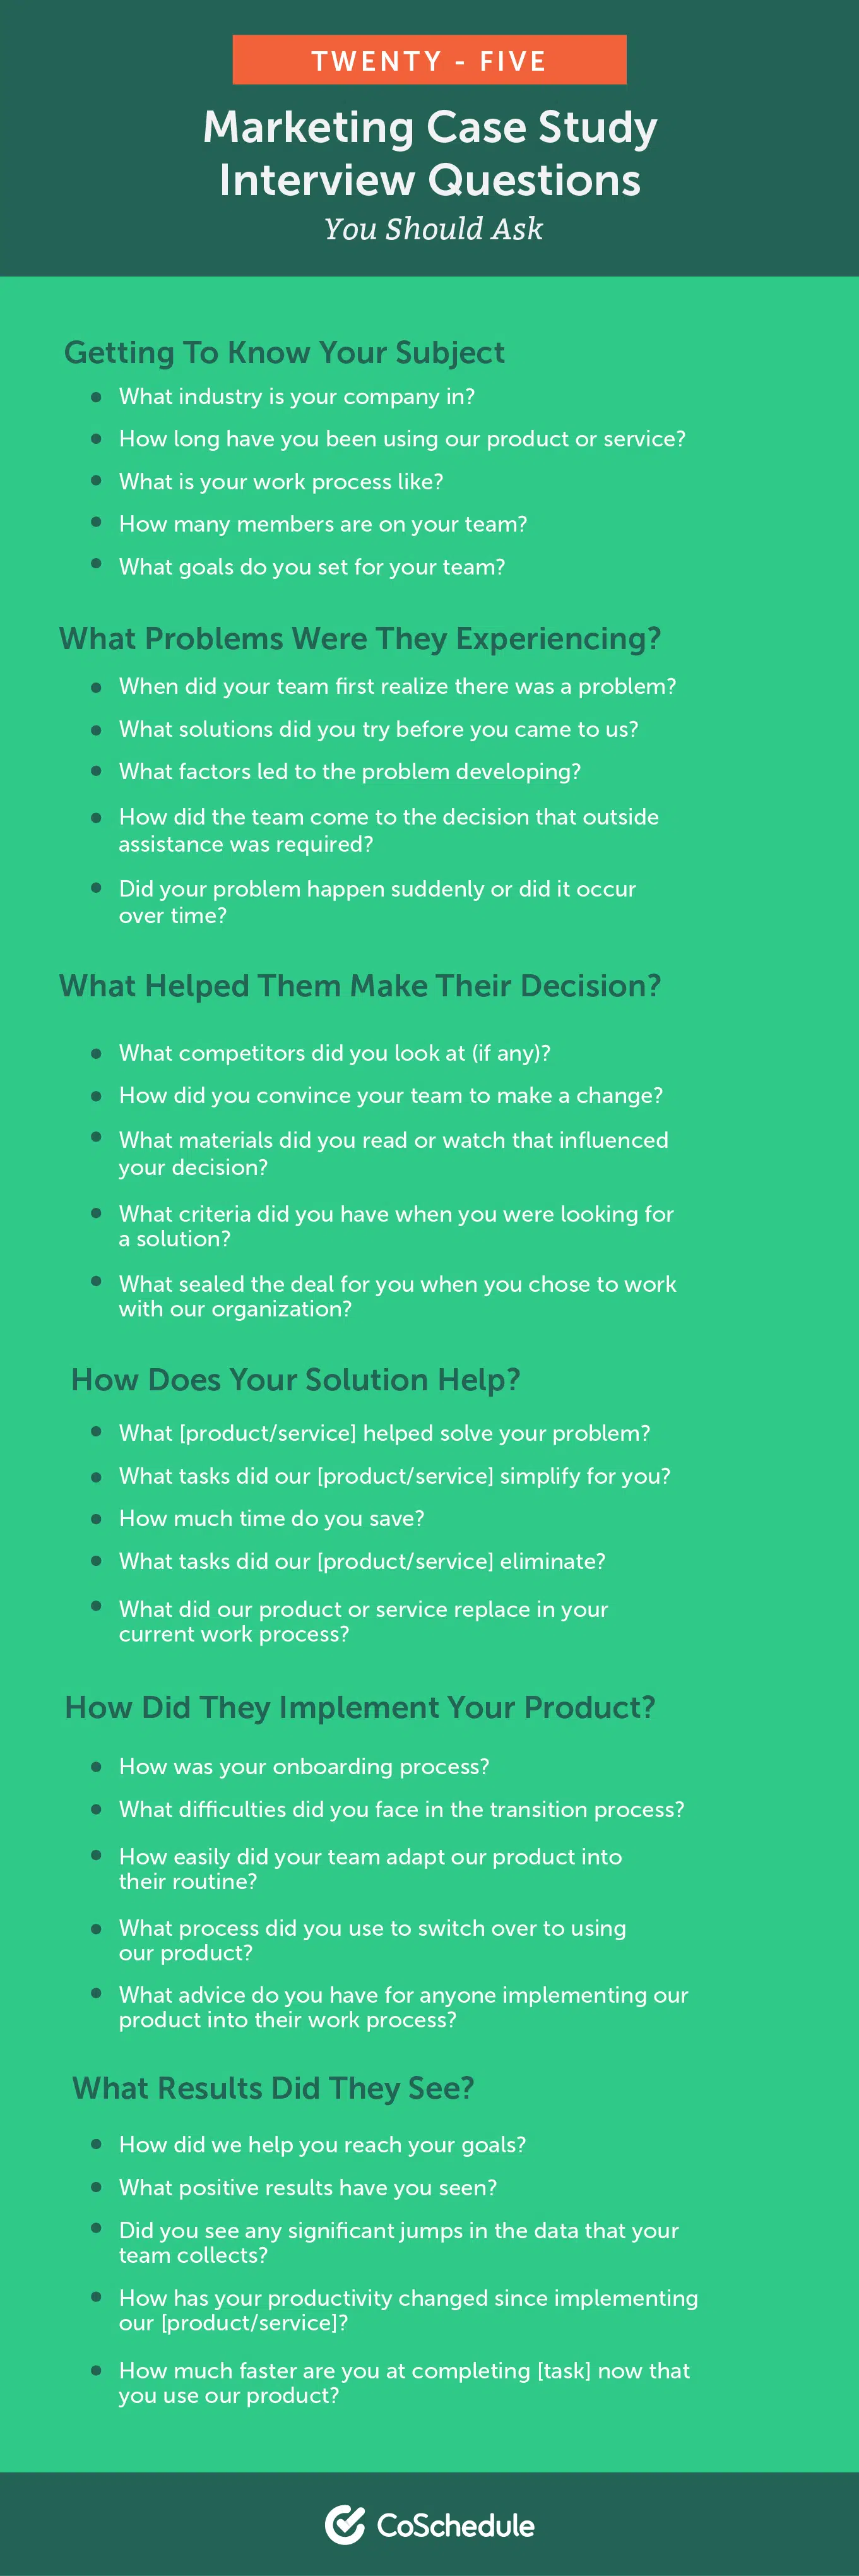 TWENTY - FIVE
Marketing Case Study
Interview Questions
You Should Ask
Getting To Know Your Subject
What industry is your company in?
How long have you been using our product or service?
What is your work process like?
How many members are on your team?
What goals do you set for your team?
What Problems Were They Experiencing?
When did your team first realize there was a problem?
What solutions did you try before you came to us?
What factors led to the problem developing?
How did the team come to the decision that outside
assistance was required?
Did your problem happen suddenly or did it occur
over time?
What Helped Them Make Their Decision?
What competitors did you look at (if any)?
How did you convince your team to make a change?
What materials did you read or watch that influenced
your decision?
What criteria did you have when you were looking for
a solution?
What sealed the deal for you when you chose to work
with our organization?
How Does Your Solution Help?
What [product/service] helped solve your problem?
What tasks did our [product/service] simplify for you?
How much time do you save?
What tasks did our [product/service] eliminate?
What did our product or service replace in your
current work process?
How Did They Implement Your Product?
How was your onboarding process?
What difficulties did you face in the transition process?
How easily did your team adapt our product into
their routine?
What process did you use to switch over to using
our product?
What advice do you have for anyone implementing our
product into their work process?
What Results Did They See?
How did we help you reach your goals?
What positive results have you seen?
Did you see any significant jumps in the data that your
team collects?
How has your productivity changed since implementing
our [product/service]?
How much faster are you at completing [task] now that
you use our product?
CoSchedule